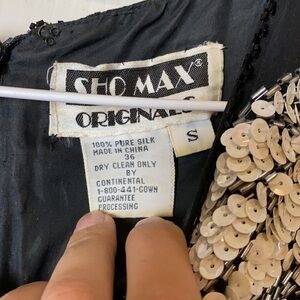 SHO MAX®
ORIGINALS
S
100% PURE SILK
MADE IN CHINA
36
DRY CLEAN ONLY
BY
CONTINENTAL
1-800-441-GOWN
GUARANTEE
PROCESSING